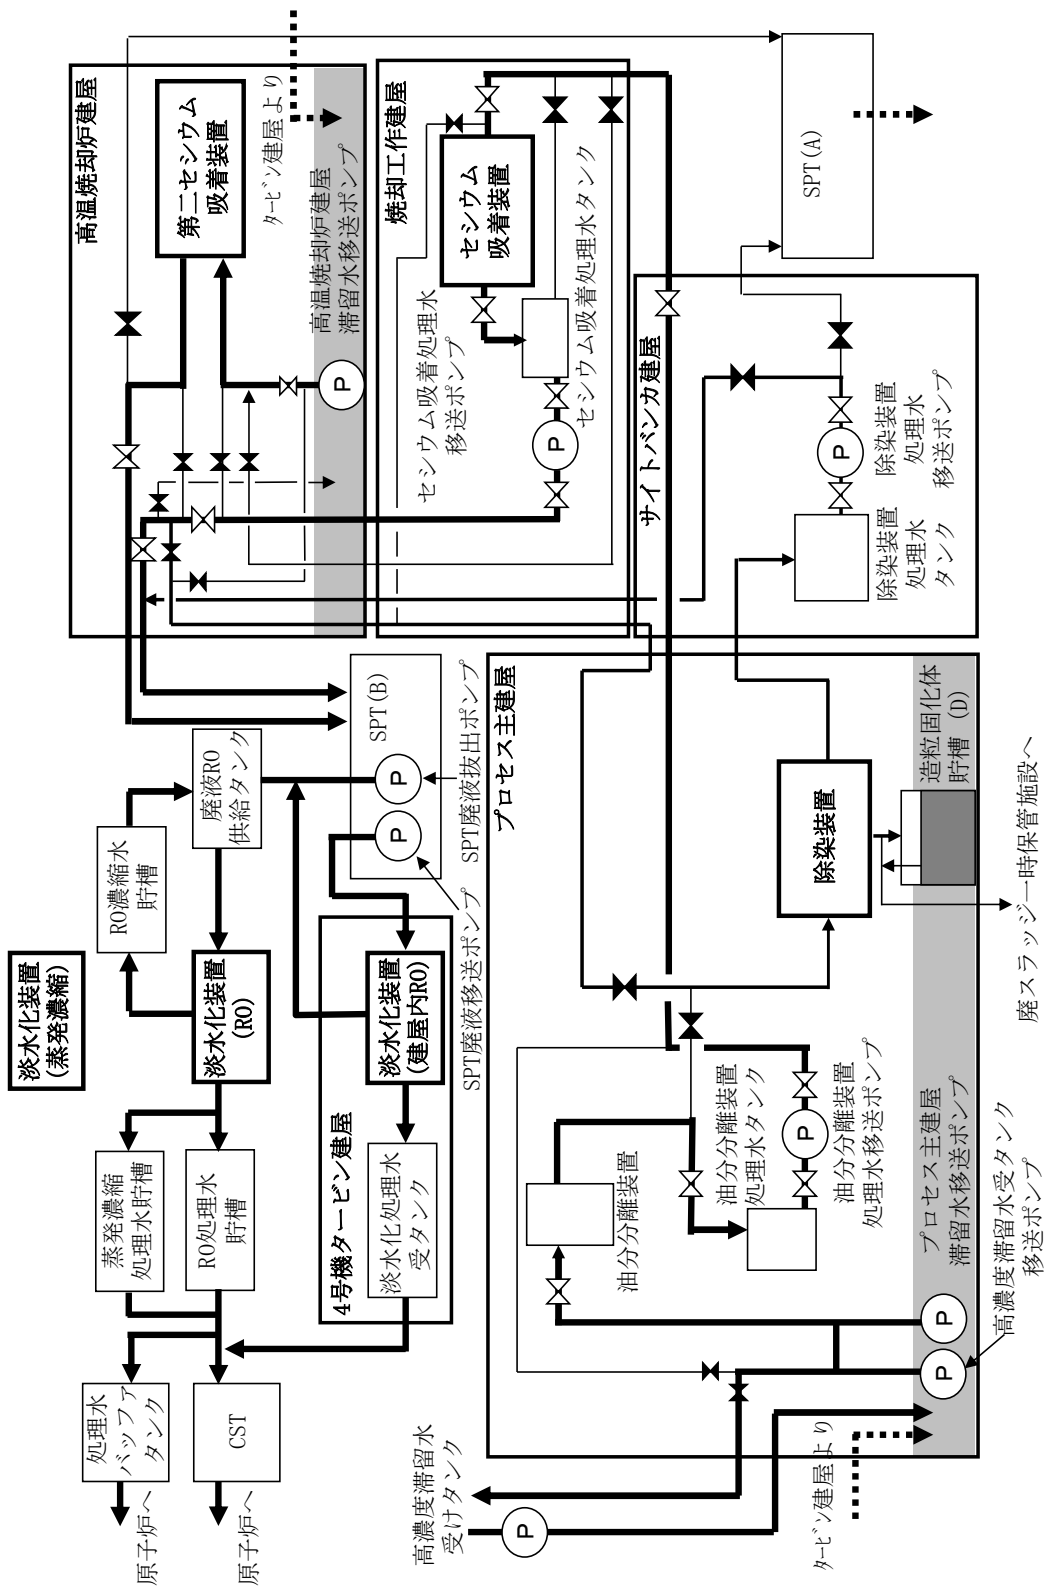 高温焼却炉建屋
第二セシウム
吸着装置
タービン建屋より
高温焼却炉建屋
滞留水移送ポンプ
P
焼却工作建屋
セシウム
吸着装置
セシウム吸着処理水
移送ポンプ
セシウム吸着処理水タンク
P
SPT(A)
サイトバンカ建屋
除染装置
処理水
移送ポンプ
P
除染装置
処理水
タンク
SPT(B)
P
P
SPT廃液抜出ポンプ
SPT廃液移送ポンプ
廃液RO
供給タンク
RO濃縮水
貯槽
淡水化装置
(蒸発濃縮)
淡水化装置
(RO)
淡水化装置
(建屋内RO)
4号機タービン建屋
淡水化処理水
受タンク
蒸発濃縮
処理水貯槽
RO処理水
貯槽
処理水
バッファ
タンク
CST
原子炉へ
原子炉へ
プロセス主建屋
除染装置
造粒固化体
貯槽 (D)
廃スラッジ一時保管施設へ
油分分離装置
油分分離装置
処理水タンク
油分分離装置
処理水移送ポンプ
P
プロセス主建屋
滞留水移送ポンプ
P
P
高濃度滞留水受タンク
移送ポンプ
高濃度滞留水
受けタンク
P
タービン建屋より